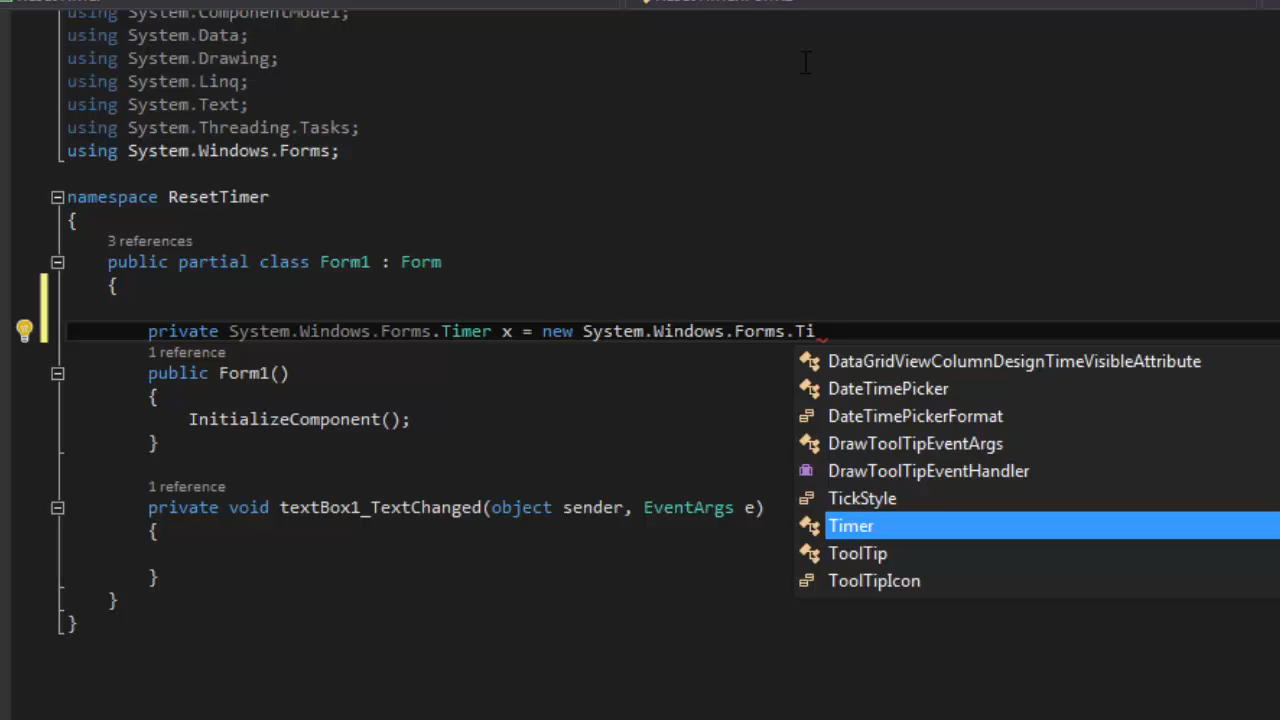 using System.ComponentModel;
using System.Data;
using System.Drawing;
using System.Linq;
using System.Text;
using System.Threading.Tasks;
using System.Windows.Forms;
namespace ResetTimer
{
3 references
public partial class Form1 : Form
{
private System.Windows.Forms.Timer x = new System.Windows.Forms.Ti
1 reference
public Form1()
{
InitializeComponent();
}
1 reference
private void textBox1_TextChanged(object sender, EventArgs e)
{
}
}
}
DataGridViewColumnDesignTimeVisibleAttribute
DateTimePicker
DateTimePickerFormat
DrawToolTipEventArgs
DrawToolTipEventHandler
TickStyle
Timer
ToolTip
ToolTipIcon